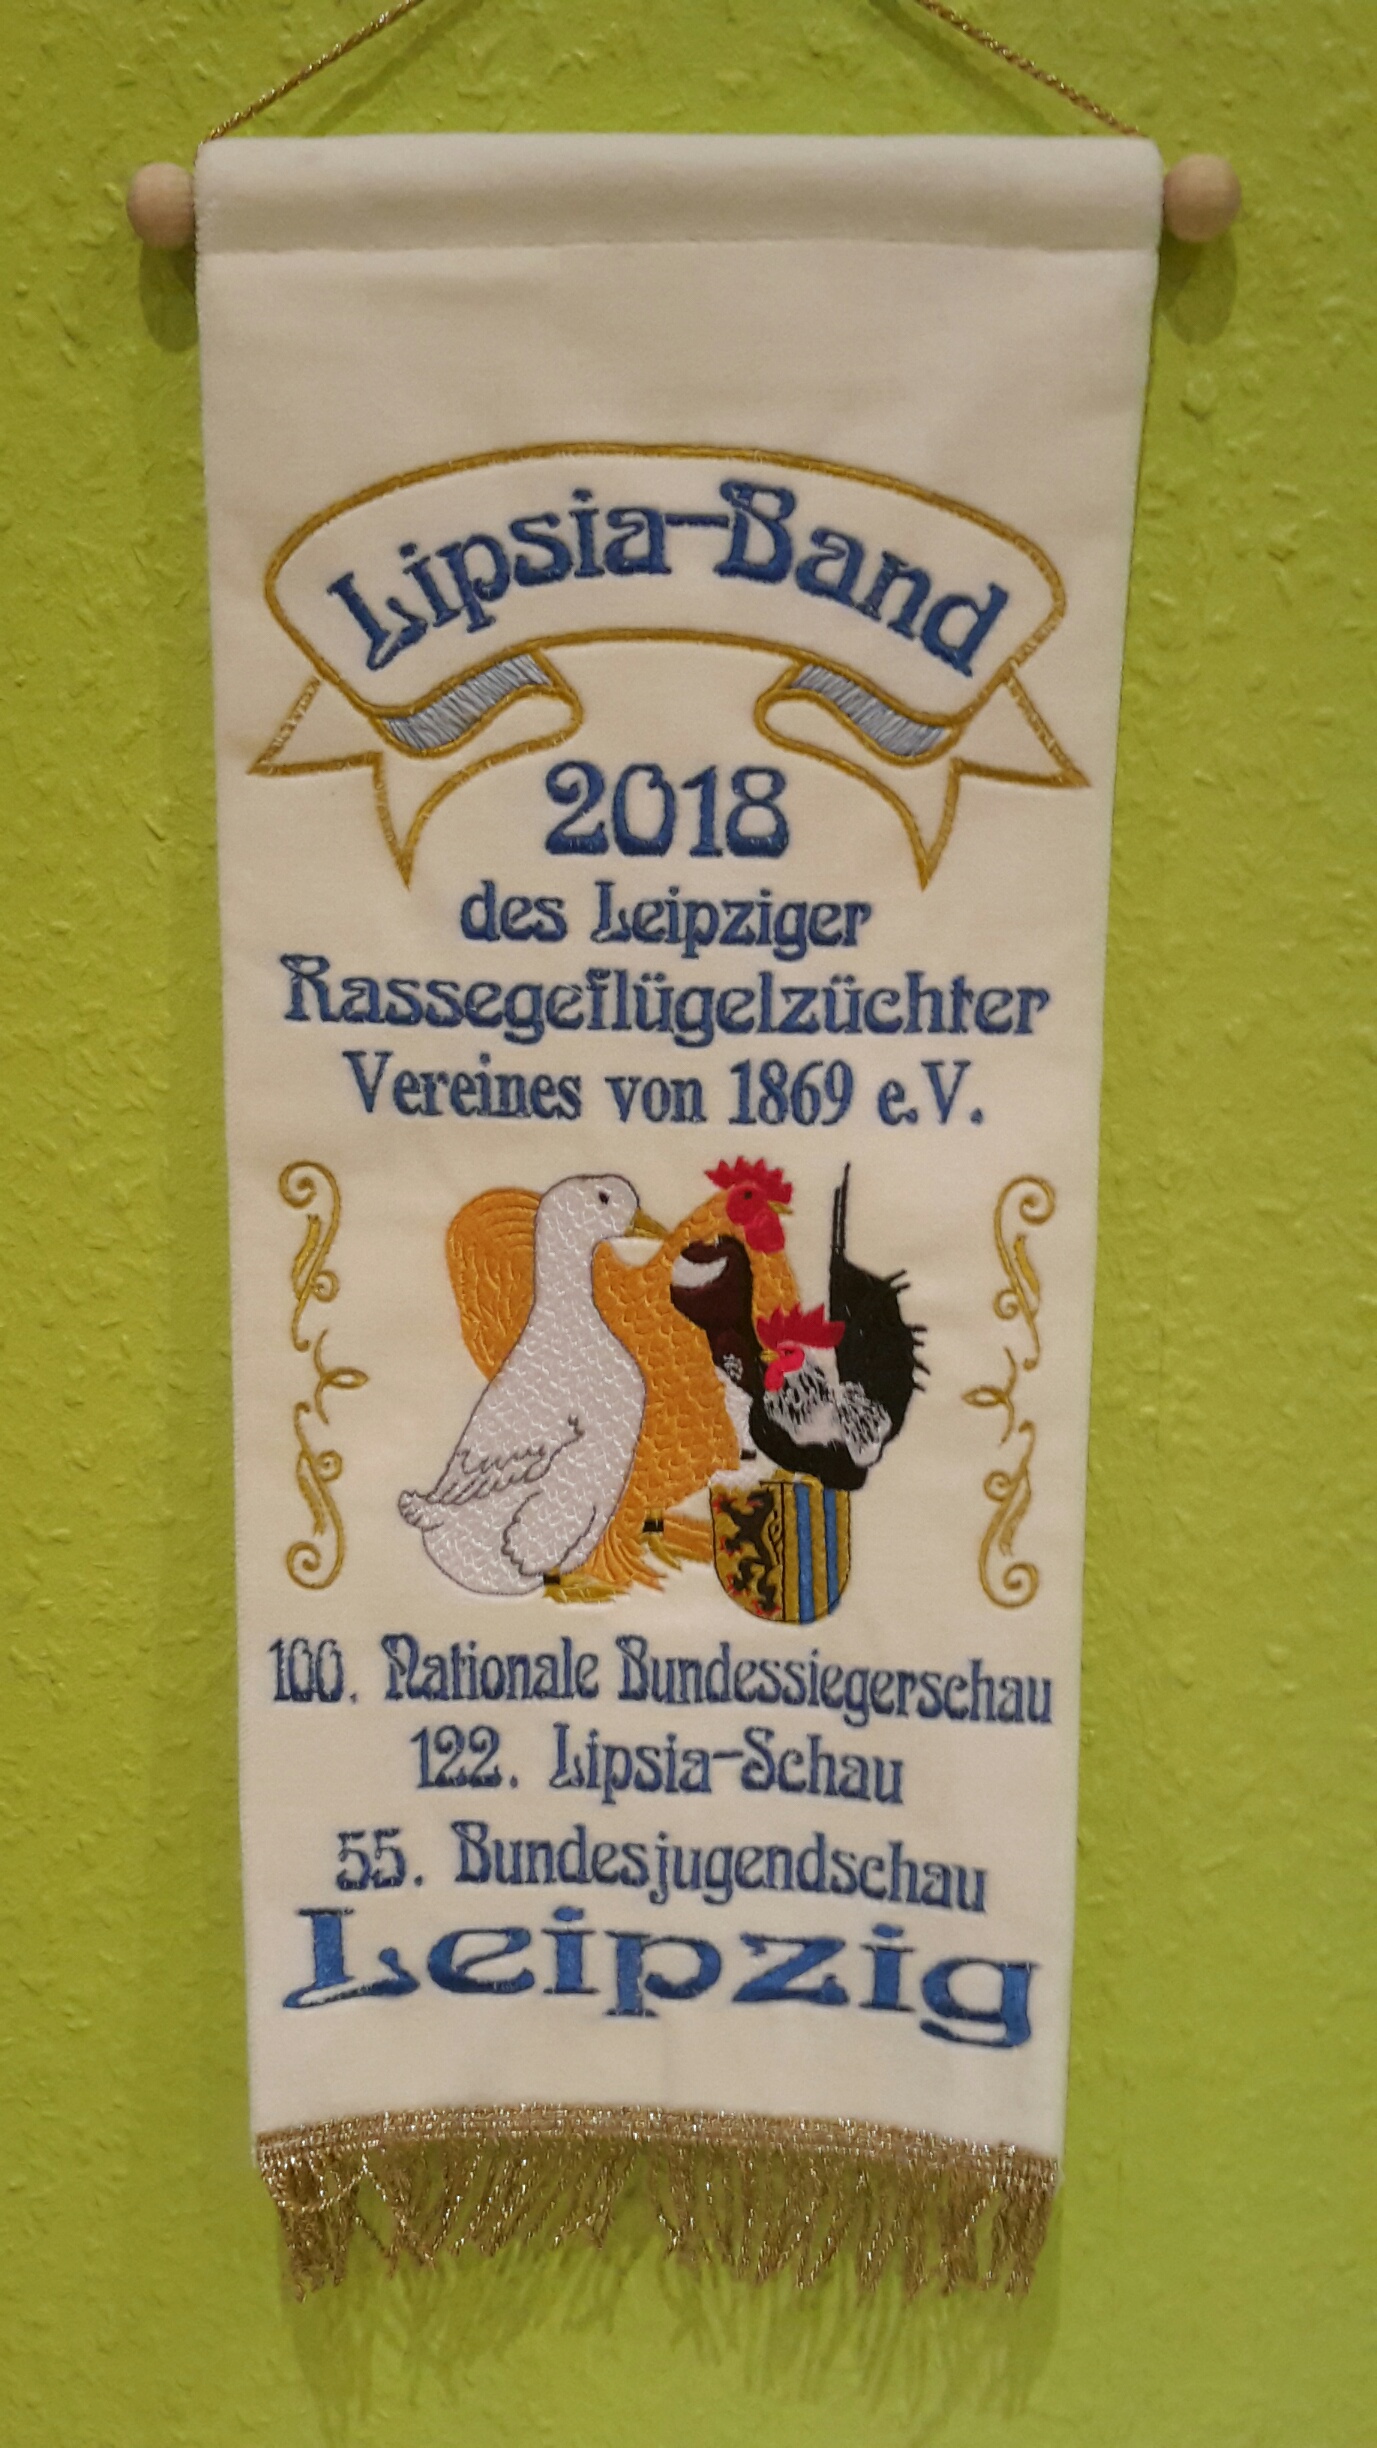 Lipsia-Band
2018
des Leipziger
Rassegeflügelzüchter
Vereines von 1869 e.V.
100. Nationale Bundessiegerschau
122. Lipsia-Schau
55. Bundesjugendschau
Leipzig